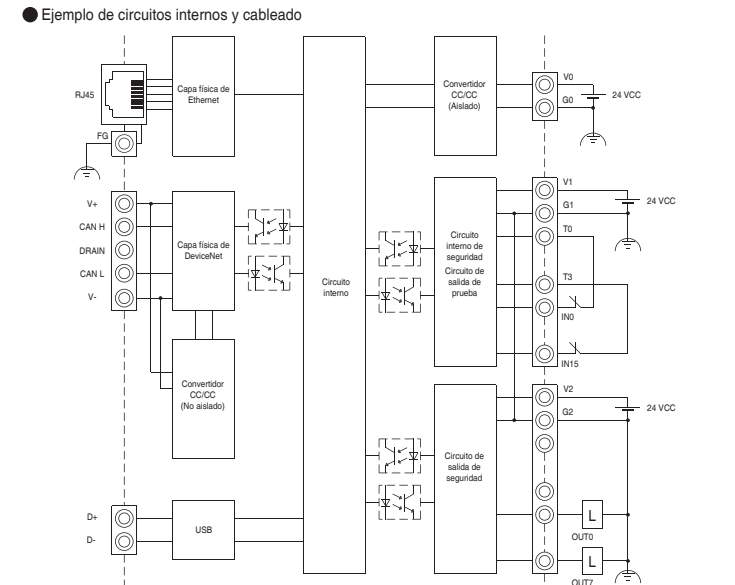 Ejemplo de circuitos internos y cableado
RJ45
Capa física de
Ethernet
FG
V+
CAN H
DRAIN
CAN L
V-
Capa física de
DeviceNet
Convertidor
CC/CC
(No aislado)
D+
D-
USB
Circuito
interno
Convertidor
CC/CC
(Aislado)
V0
G0
24 VCC
Circuito
interno de
seguridad
Circuito de
salida de
prueba
V1
G1
T0
T3
IN0
IN15
24 VCC
Circuito de
salida de
seguridad
V2
G2
24 VCC
L
OUT0
L
OUT7